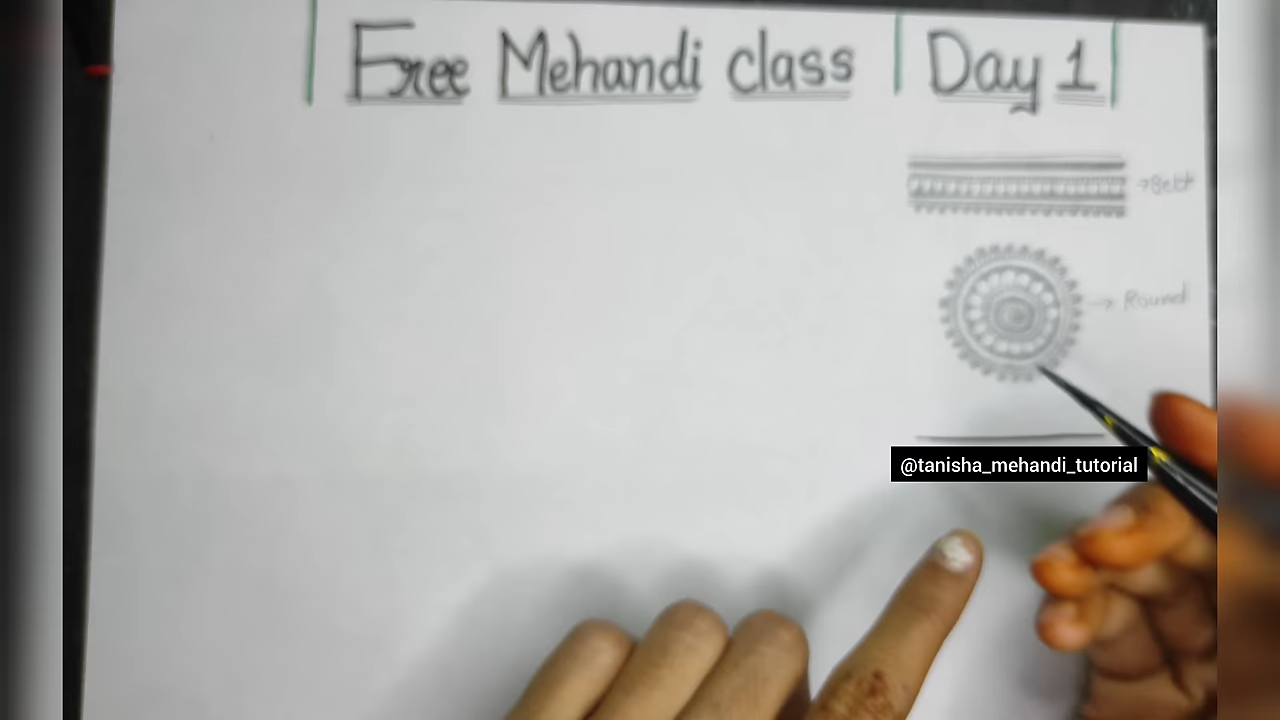 Free Mehandi class | Day 1
→ Belt
→ Round
@tanisha_mehandi_tutorial